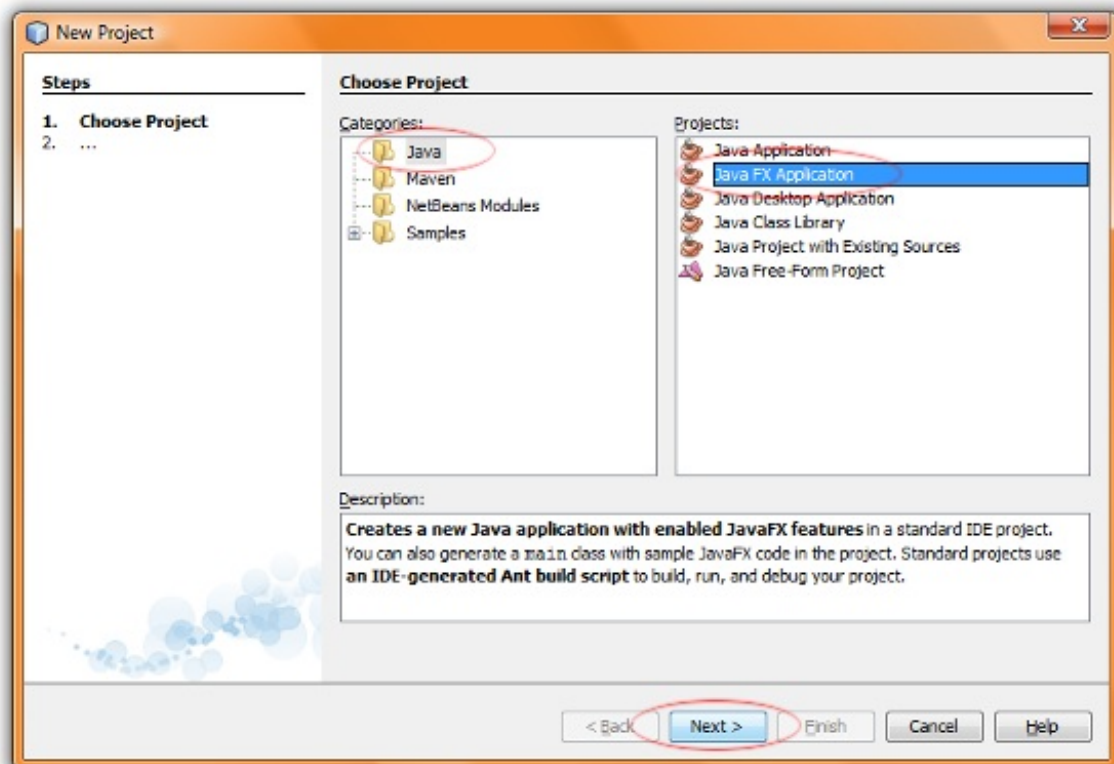 New Project
Steps
1. Choose Project
2. ...
Choose Project
Categories:
Java
Maven
NetBeans Modules
Samples
Projects:
Java Application
Java FX Application
Java Desktop Application
Java Class Library
Java Project with Existing Sources
Java Free-Form Project
Description:
Creates a new Java application with enabled JavaFX features in a standard IDE project.
You can also generate a main class with sample JavaFX code in the project. Standard projects use
an IDE-generated Ant build script to build, run, and debug your project.
< Back Next > Finish Cancel Help